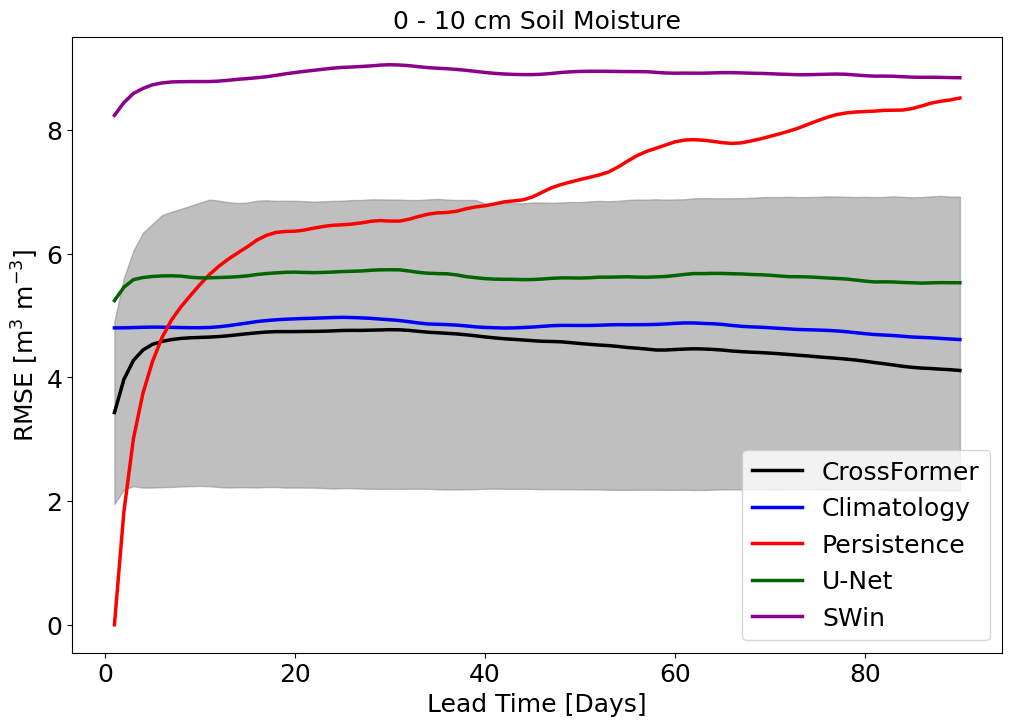 0 - 10 cm Soil Moisture
RMSE [m³ m⁻³]
8
6
4
2
0
0 20 40 60 80
Lead Time [Days]
CrossFormer
Climatology
Persistence
U-Net
SWin